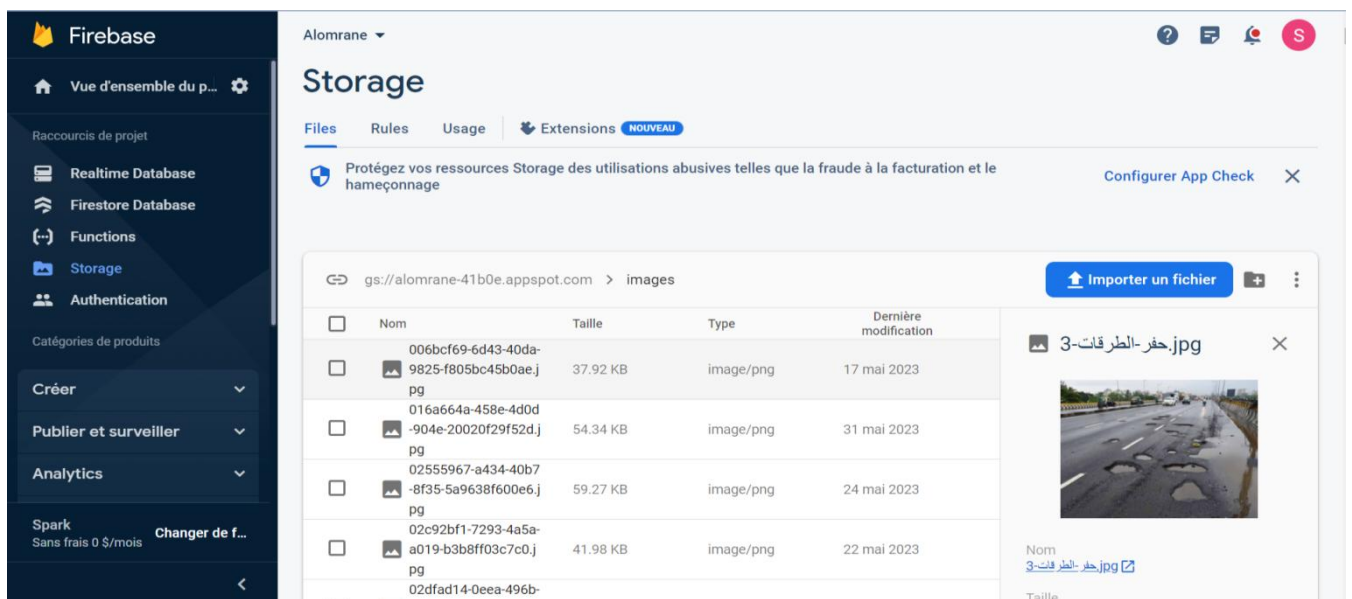 Firebase
Vue d'ensemble du p...
Raccourcis de projet
Realtime Database
Firestore Database
Functions
Storage
Authentication
Catégories de produits
Créer
Publier et surveiller
Analytics
Spark
Sans frais 0 $/mois
Changer de f...
Alomrane
S
Storage
Files Rules Usage Extensions NOUVEAU
Protégez vos ressources Storage des utilisations abusives telles que la fraude à la facturation et le
hameçonnage
Configurer App Check
gs://alomrane-41b0e.appspot.com > images
Importer un fichier
Nom Taille Type Dernière
modification
006bcf69-6d43-40da-
9825-f805bc45b0ae.j 37.92 KB image/png 17 mai 2023
pg
016a664a-458e-4d0d
-904e-20020f29f52d.j 54.34 KB image/png 31 mai 2023
pg
02555967-a434-40b7
-8f35-5a9638f600e6.j 59.27 KB image/png 24 mai 2023
pg
02c92bf1-7293-4a5a-
a019-b3b8ff03c7c0.j 41.98 KB image/png 22 mai 2023
pg
02dfad14-0eea-496b-
حفر-الطرقات-3.jpg
Nom
حفر-الطرقات-3.jpg
Taille